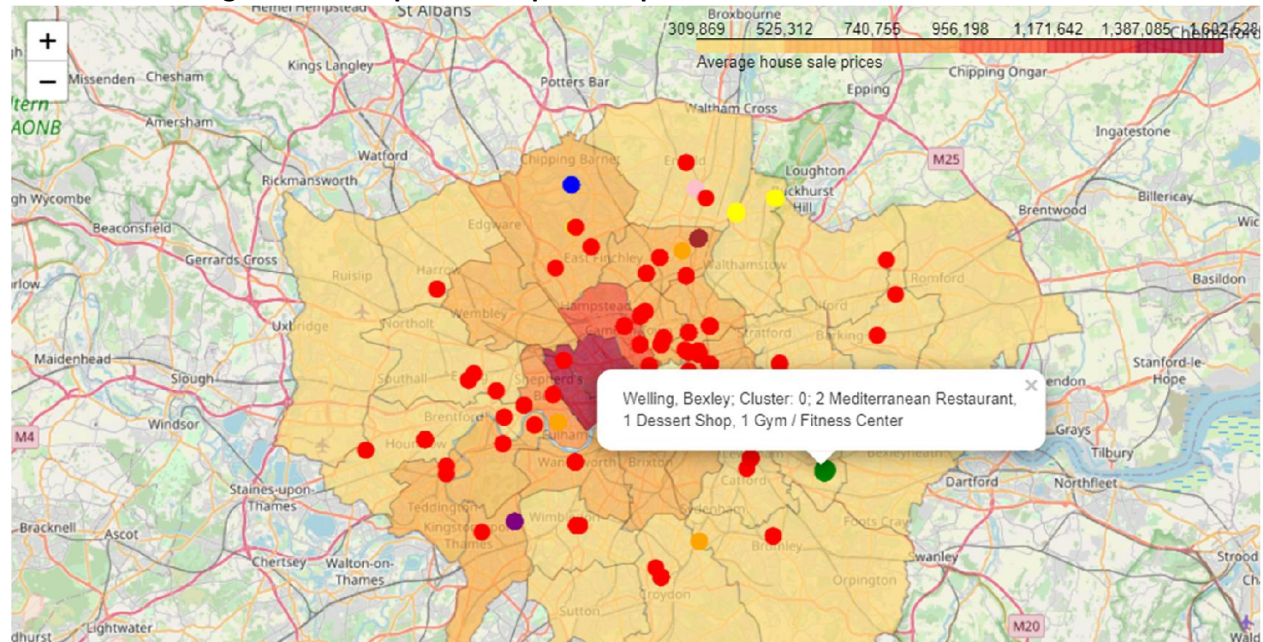 St Albans
Broxbourne
+
−
309,869
525,312
740,755
956,198
1,171,642
1,387,085
Average house sale prices
Missenden
Chesham
Kings Langley
Potters Bar
Chipping Ongar
Epping
AONB
Amersham
Waltham Cross
Ingatestone
Watford
Chipping Barnet
Loughton
M25
Rickmansworth
gh Wycombe
Hill
Billericay
Brentwood
Wic
Beaconsfield
Edgware
East Finchley
Gerrards Cross
Walthamstow
Ruislip
Harrow
Romford
Basildon
Hampstead
Wembley
Ilford
Uxbridge
Northolt
Barking
Maidenhead
Stanford-le-
Hope
Slough
Southall
Shepherd's
Welling, Bexley; Cluster: 0; 2 Mediterranean Restaurant,
1 Dessert Shop, 1 Gym / Fitness Center
×
Windsor
Brentford
Grays
M4
Fulham
Tilbury
Wandsworth
Brixton
Bexleyheath
Catford
Staines-upon-
Thames
Dartford
Northfleet
Teddington
Sydenham
Foots Cray
Bracknell
Ascot
Thames
Wimbledon
Bromley
Chertsey
Walton-on-
Thames
Swanley
Strood
Croydon
Orpington
Sutton
Lightwater
M20